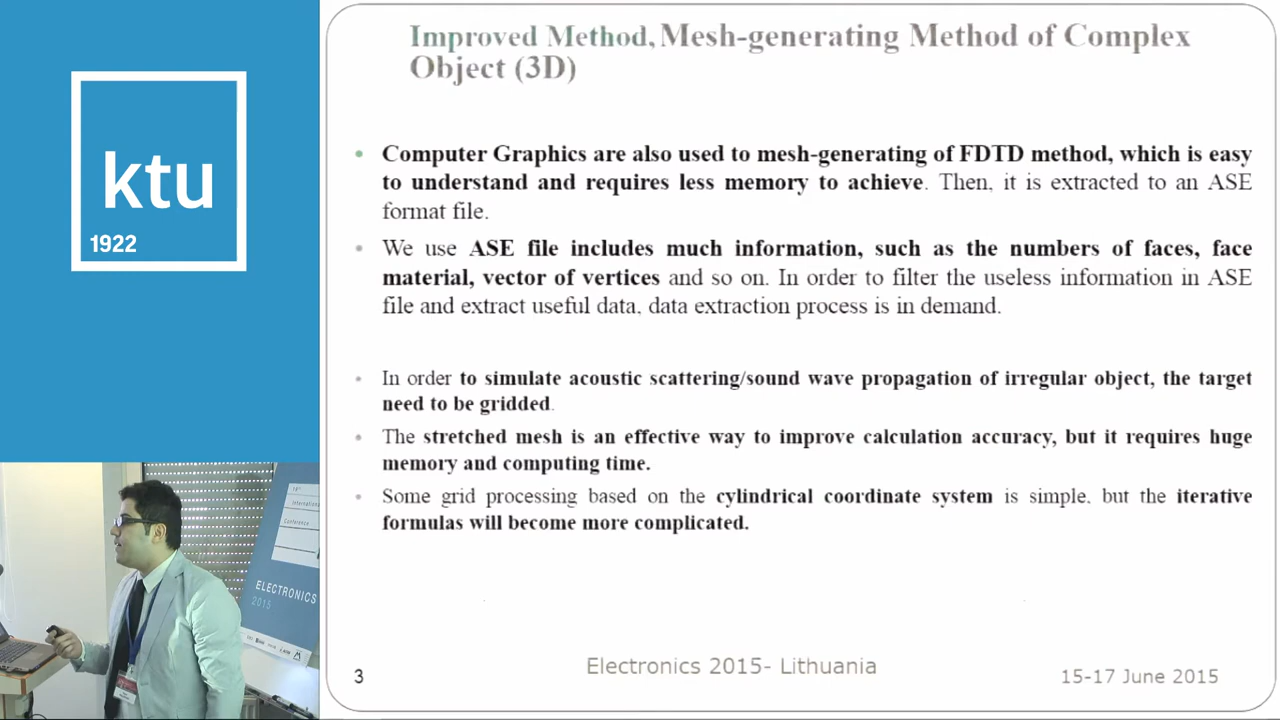 ktu
1922
Improved Method, Mesh-generating Method of Complex
Object (3D)
• Computer Graphics are also used to mesh-generating of FDTD method, which is easy
to understand and requires less memory to achieve. Then, it is extracted to an ASE
format file.
• We use ASE file includes much information, such as the numbers of faces, face
material, vector of vertices and so on. In order to filter the useless information in ASE
file and extract useful data, data extraction process is in demand.
• In order to simulate acoustic scattering/sound wave propagation of irregular object, the target
need to be gridded.
• The stretched mesh is an effective way to improve calculation accuracy, but it requires huge
memory and computing time.
• Some grid processing based on the cylindrical coordinate system is simple, but the iterative
formulas will become more complicated.
3
Electronics 2015- Lithuania
15-17 June 2015
International
Conference
ELECTRONICS
2015